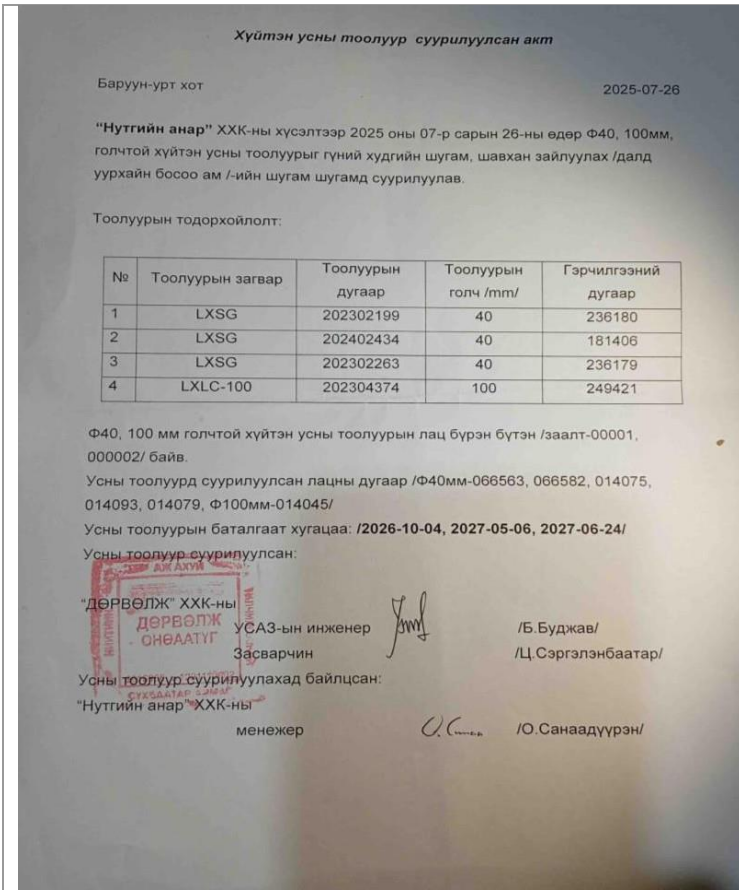 Хүйтэн усны тоолуур суурилуулсан акт
Баруун-урт хот 2025-07-26
“Нутгийн анар” ХХК-ны хүсэлтээр 2025 оны 07-р сарын 26-ны өдөр Ф40, 100мм,
голчтой хүйтэн усны тоолуурыг гүний худгийн шугам, шавхан зайлуулах /далд
уурхайн босоо ам /-ийн шугам шугамд суурилуулав.
Тоолуурын тодорхойлолт:
№ Тоолуурын загвар Тоолуурын дугаар Тоолуурын голч /mm/ Гэрчилгээний дугаар
1 LXSG 202302199 40 236180
2 LXSG 202402434 40 181406
3 LXSG 202302263 40 236179
4 LXLC-100 202304374 100 249421
Ф40, 100 мм голчтой хүйтэн усны тоолуурын лац бүрэн бүтэн /заалт-00001,
000002/ байв.
Усны тоолуурд суурилуулсан лацны дугаар /Ф40мм-066563, 066582, 014075,
014093, 014079, Ф100мм-014045/
Усны тоолуурын баталгаат хугацаа: /2026-10-04, 2027-05-06, 2027-06-24/
Усны тоолуур суурилуулсан:
АЖ АХУЙ
“ДӨРВӨЛЖ” ХХК-ны
ДӨРВӨЛЖ
ОНӨААТҮГ
УСАЗ-ын инженер /Б.Буджав/
Засварчин /Ц.Сэргэлэнбаатар/
Усны тоолуур суурилуулахад байлцсан:
СҮХБААТАР АЙМАГ
“Нутгийн анар” ХХК-ны
менежер /О.Санаадүүрэн/